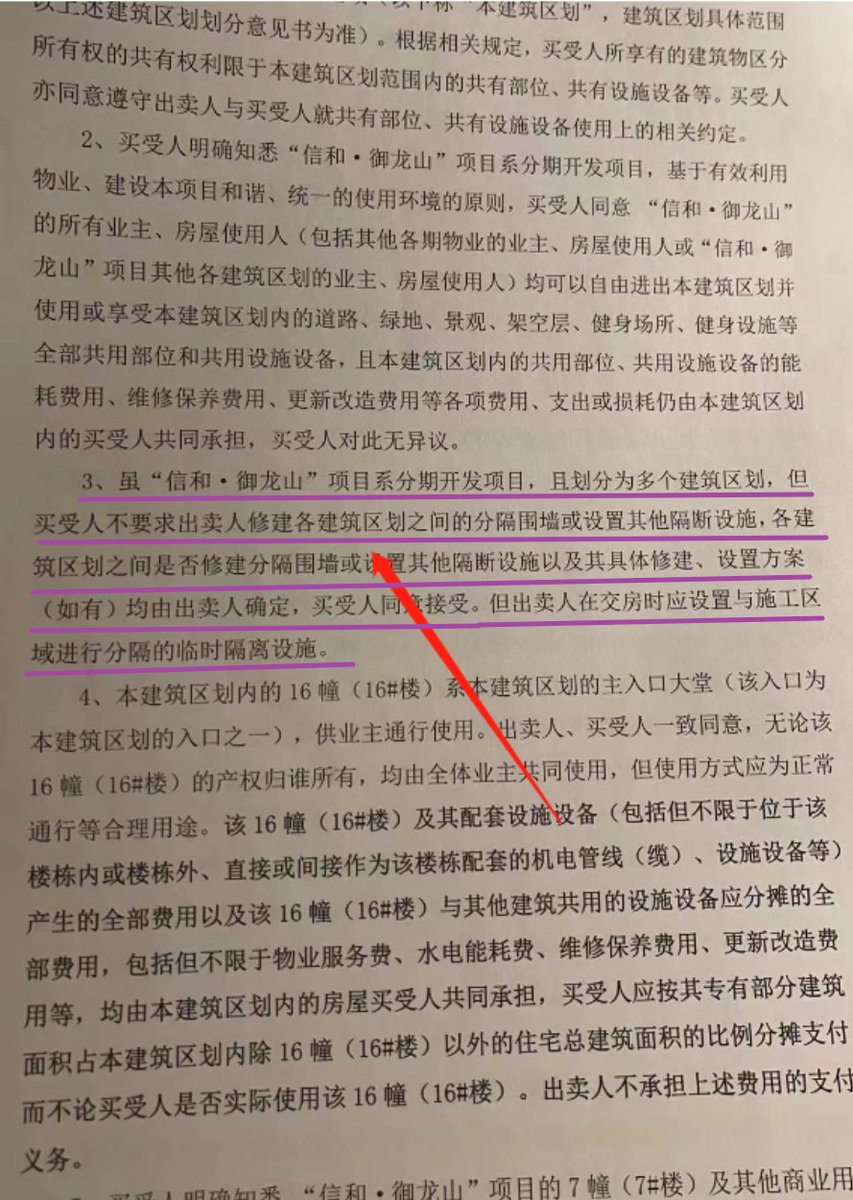 以上述建筑区划划分意见书为准）。根据相关规定，买受人所享有的建筑物区分
“本建筑区划”，建筑区划具体范围
所有权的共有权利限于本建筑区划范围内的共有部位、共有设施设备等。买受人
亦同意遵守出卖人与买受人就共有部位、共有设施设备使用上的相关约定。
2、买受人明确知悉“信和·御龙山”项目系分期开发项目，基于有效利用
物业、建设本项目和谐、统一的使用环境的原则，买受人同意 “信和·御龙山”
的所有业主、房屋使用人（包括其他各期物业的业主、房屋使用人或“信和·御
龙山”项目其他各建筑区划的业主、房屋使用人）均可以自由进出本建筑区划并
使用或享受本建筑区划内的道路、绿地、景观、架空层、健身场所、健身设施等
全部共用部位和共用设施设备，且本建筑区划内的共用部位、共用设施设备的能
耗费用、维修保养费用、更新改造费用等各项费用、支出或损耗仍由本建筑区划
内的买受人共同承担，买受人对此无异议。
3、虽“信和·御龙山”项目系分期开发项目，且划分为多个建筑区划，但
买受人不要求出卖人修建各建筑区划之间的分隔围墙或设置其他隔断设施，各建
筑区划之间是否修建分隔围墙或设置其他隔断设施以及其具体修建、设置方案
（如有）均由出卖人确定，买受人同意接受。但出卖人在交房时应设置与施工区
域进行分隔的临时隔离设施。
4、本建筑区划内的 16 幢（16#楼）系本建筑区划的主入口大堂（该入口为
本建筑区划的入口之一），供业主通行使用。出卖人、买受人一致同意，无论该
16 幢（16#楼）的产权归谁所有，均由全体业主共同使用，但使用方式应为正常
通行等合理用途。该 16 幢（16#楼）及其配套设施设备（包括但不限于位于该
楼栋内或楼栋外、直接或间接作为该楼栋配套的机电管线（缆）、设施设备等）
产生的全部费用以及该 16 幢（16#楼）与其他建筑共用的设施设备应分摊的全
部费用，包括但不限于物业服务费、水电能耗费、维修保养费用、更新改造费
用等，均由本建筑区划内的房屋买受人共同承担，买受人应按其专有部分建筑
面积占本建筑区划内除 16 幢（16#楼）以外的住宅总建筑面积的比例分摊支付
而不论买受人是否实际使用该 16 幢（16#楼）。出卖人不承担上述费用的支付
义务。
买受人明确知悉 “信和·御龙山”项目的 7 幢（7#楼）及其他商业用